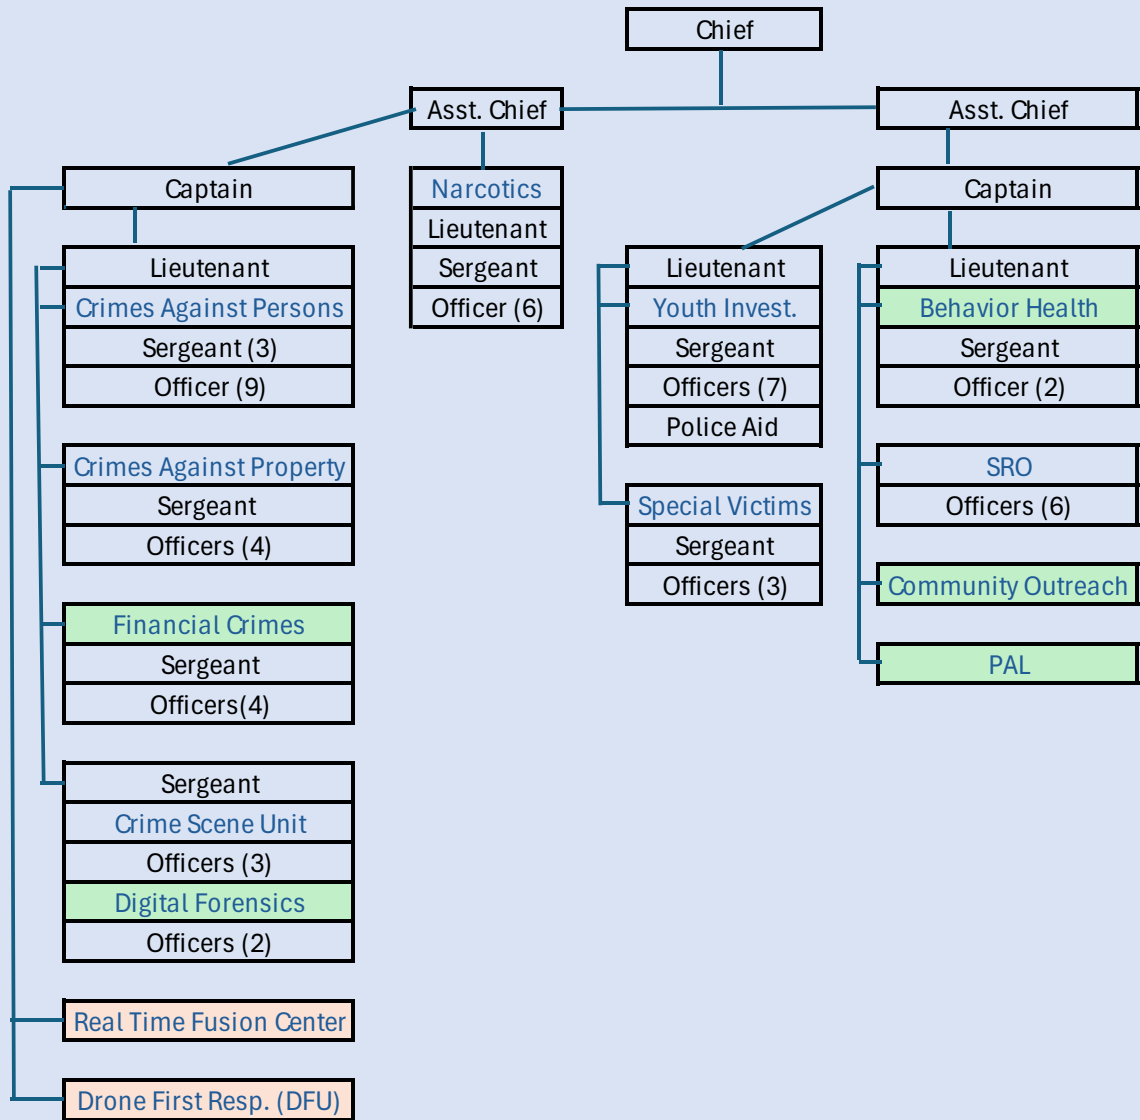 Chief
Asst. Chief
Asst. Chief
Captain
Narcotics
Lieutenant
Sergeant
Officer (6)
Captain
Lieutenant
Crimes Against Persons
Sergeant (3)
Officer (9)
Crimes Against Property
Sergeant
Officers (4)
Financial Crimes
Sergeant
Officers(4)
Sergeant
Crime Scene Unit
Officers (3)
Digital Forensics
Officers (2)
Real Time Fusion Center
Drone First Resp. (DFU)
Lieutenant
Youth Invest.
Sergeant
Officers (7)
Police Aid
Special Victims
Sergeant
Officers (3)
Lieutenant
Behavior Health
Sergeant
Officer (2)
SRO
Officers (6)
Community Outreach
PAL